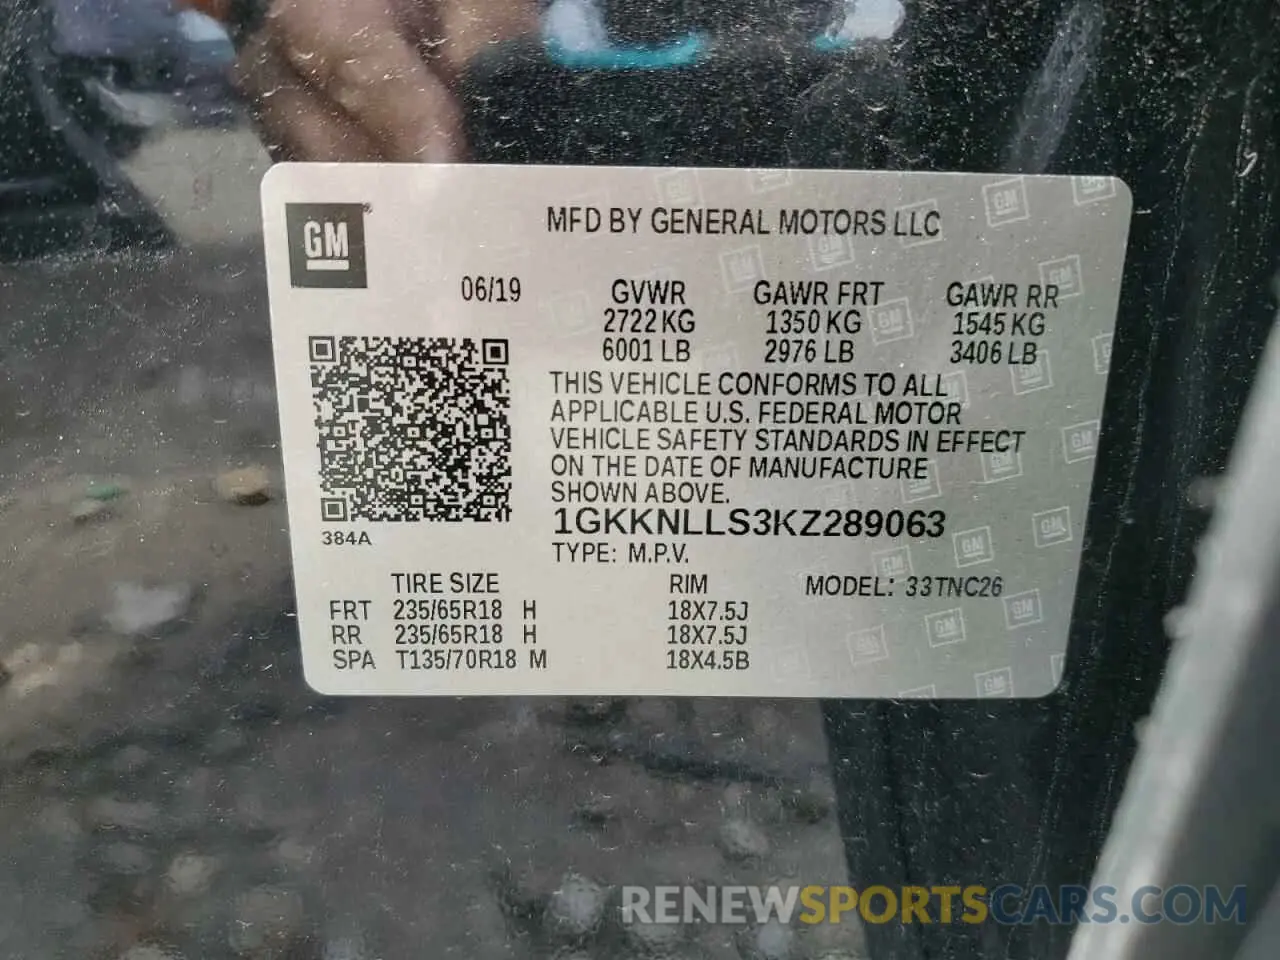 GM
MFD BY GENERAL MOTORS LLC
06/19
GVWR GAWR FRT GAWR RR
2722 KG 1350 KG 1545 KG
6001 LB 2976 LB 3406 LB
THIS VEHICLE CONFORMS TO ALL
APPLICABLE U.S. FEDERAL MOTOR
VEHICLE SAFETY STANDARDS IN EFFECT
ON THE DATE OF MANUFACTURE
SHOWN ABOVE.
1GKKNLLS3KZ289063
384A
TYPE: M.P.V.
TIRE SIZE RIM MODEL: 33TNC26
FRT 235/65R18 H 18X7.5J
RR 235/65R18 H 18X7.5J
SPA T135/70R18 M 18X4.5B
RENEWSPORTSCARS.COM